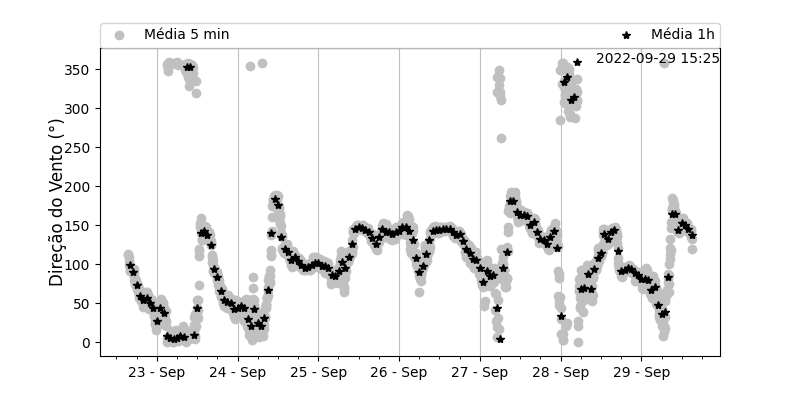 Média 5 min
Média 1h
2022-09-29 15:25
Direção do Vento (°)
350
300
250
200
150
100
50
0
23 - Sep
24 - Sep
25 - Sep
26 - Sep
27 - Sep
28 - Sep
29 - Sep